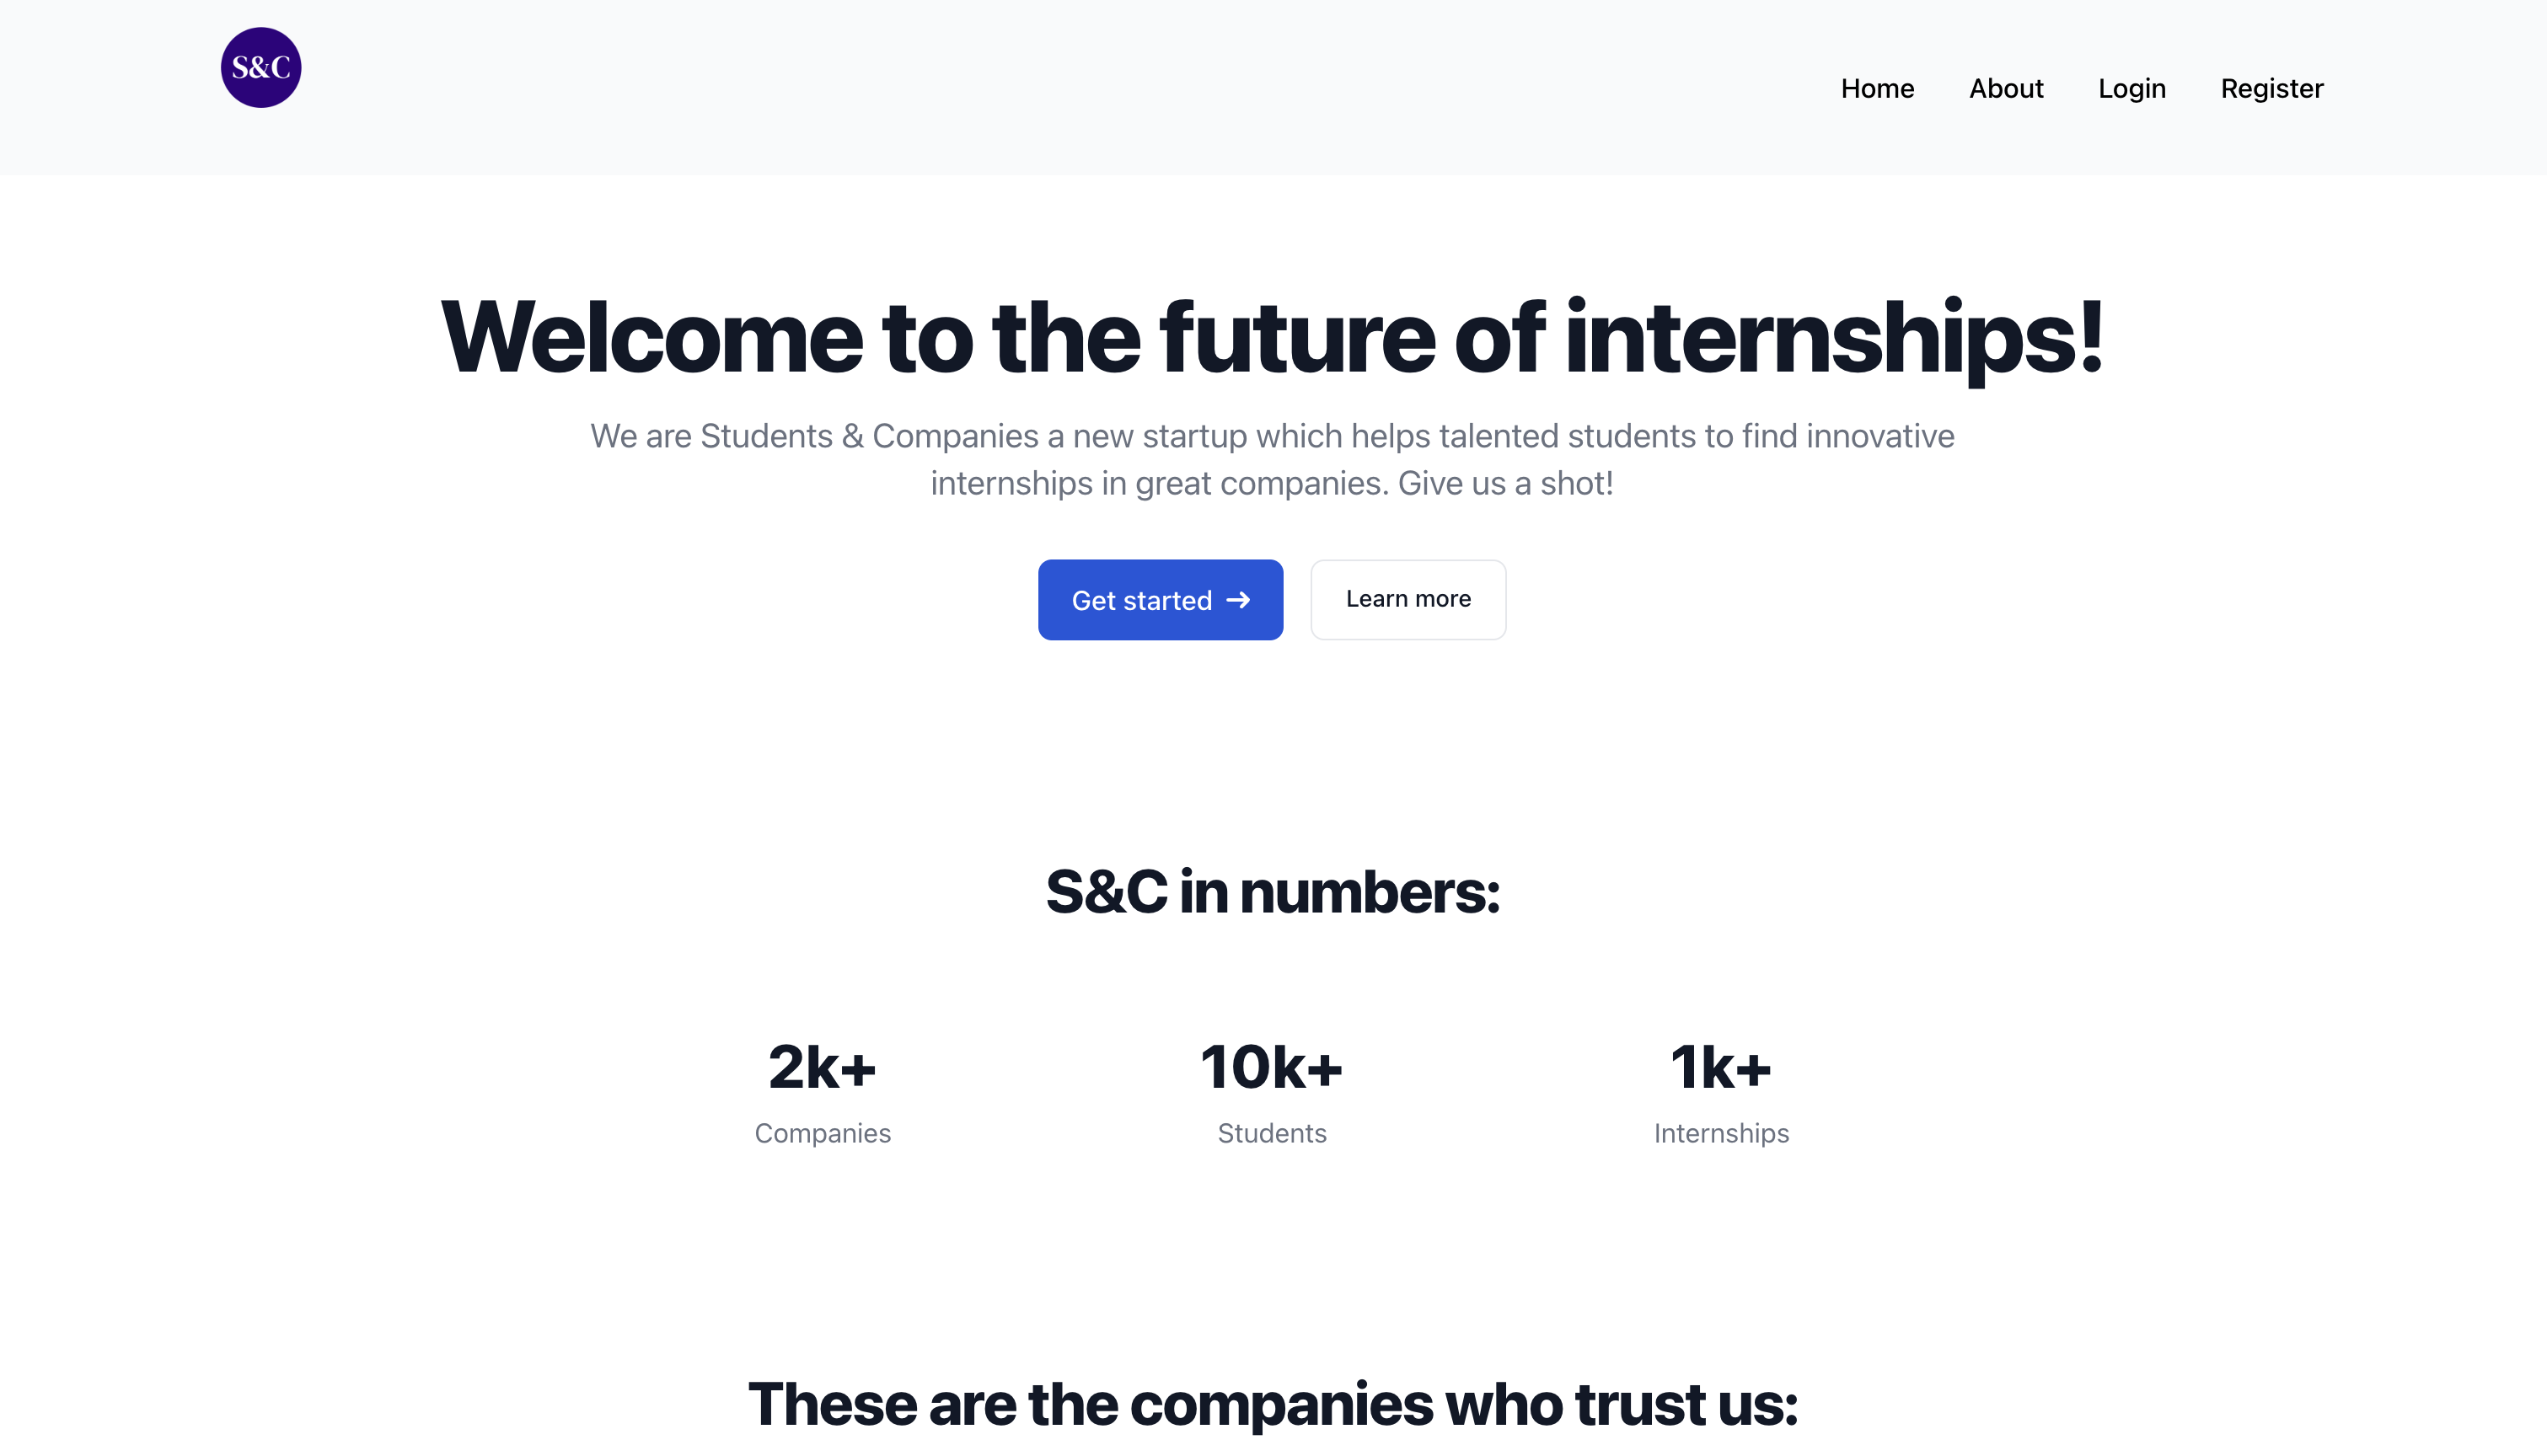 S&C
Home About Login Register
Welcome to the future of internships!
We are Students & Companies a new startup which helps talented students to find innovative
internships in great companies. Give us a shot!
Get started → Learn more
S&C in numbers:
2k+ 10k+ 1k+
Companies Students Internships
These are the companies who trust us: